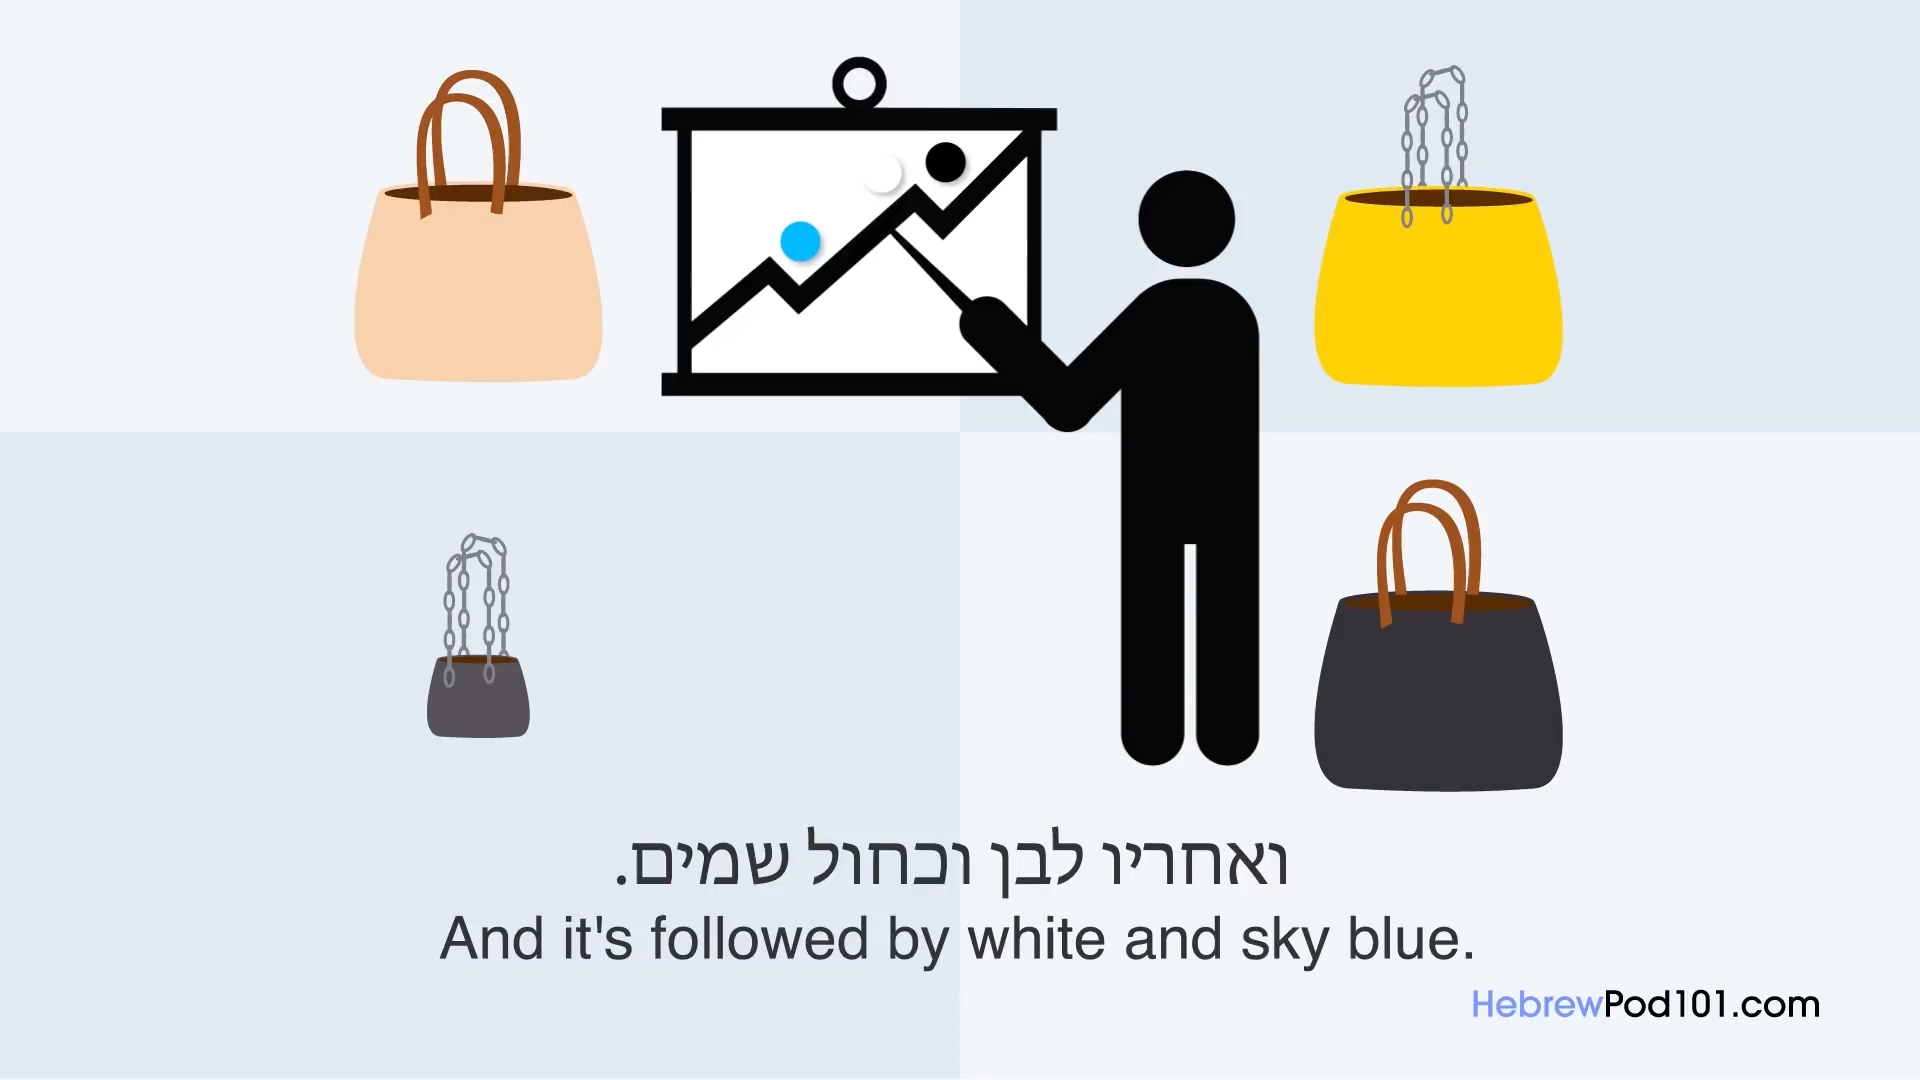 ואחריו לבן וכחול שמים.
And it's followed by white and sky blue.
HebrewPod101.com